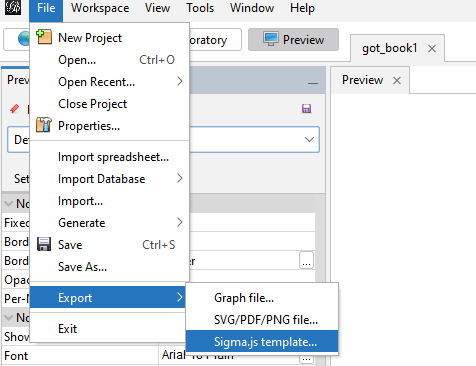 File Workspace View Tools Window Help
oratory Preview
got_book1
New Project
Open... Ctrl+O
Open Recent...
Close Project
Properties...
Import spreadsheet...
Import Database
Import...
Generate
Save Ctrl+S
Save As...
Export
Exit
Graph file...
SVG/PDF/PNG file...
Sigma.js template...
Prev
Preview
De
Set
No
Fixed
Bord
Bord er ...
Opac
Per-N
No
Show
Font Arial 16 Plain ...